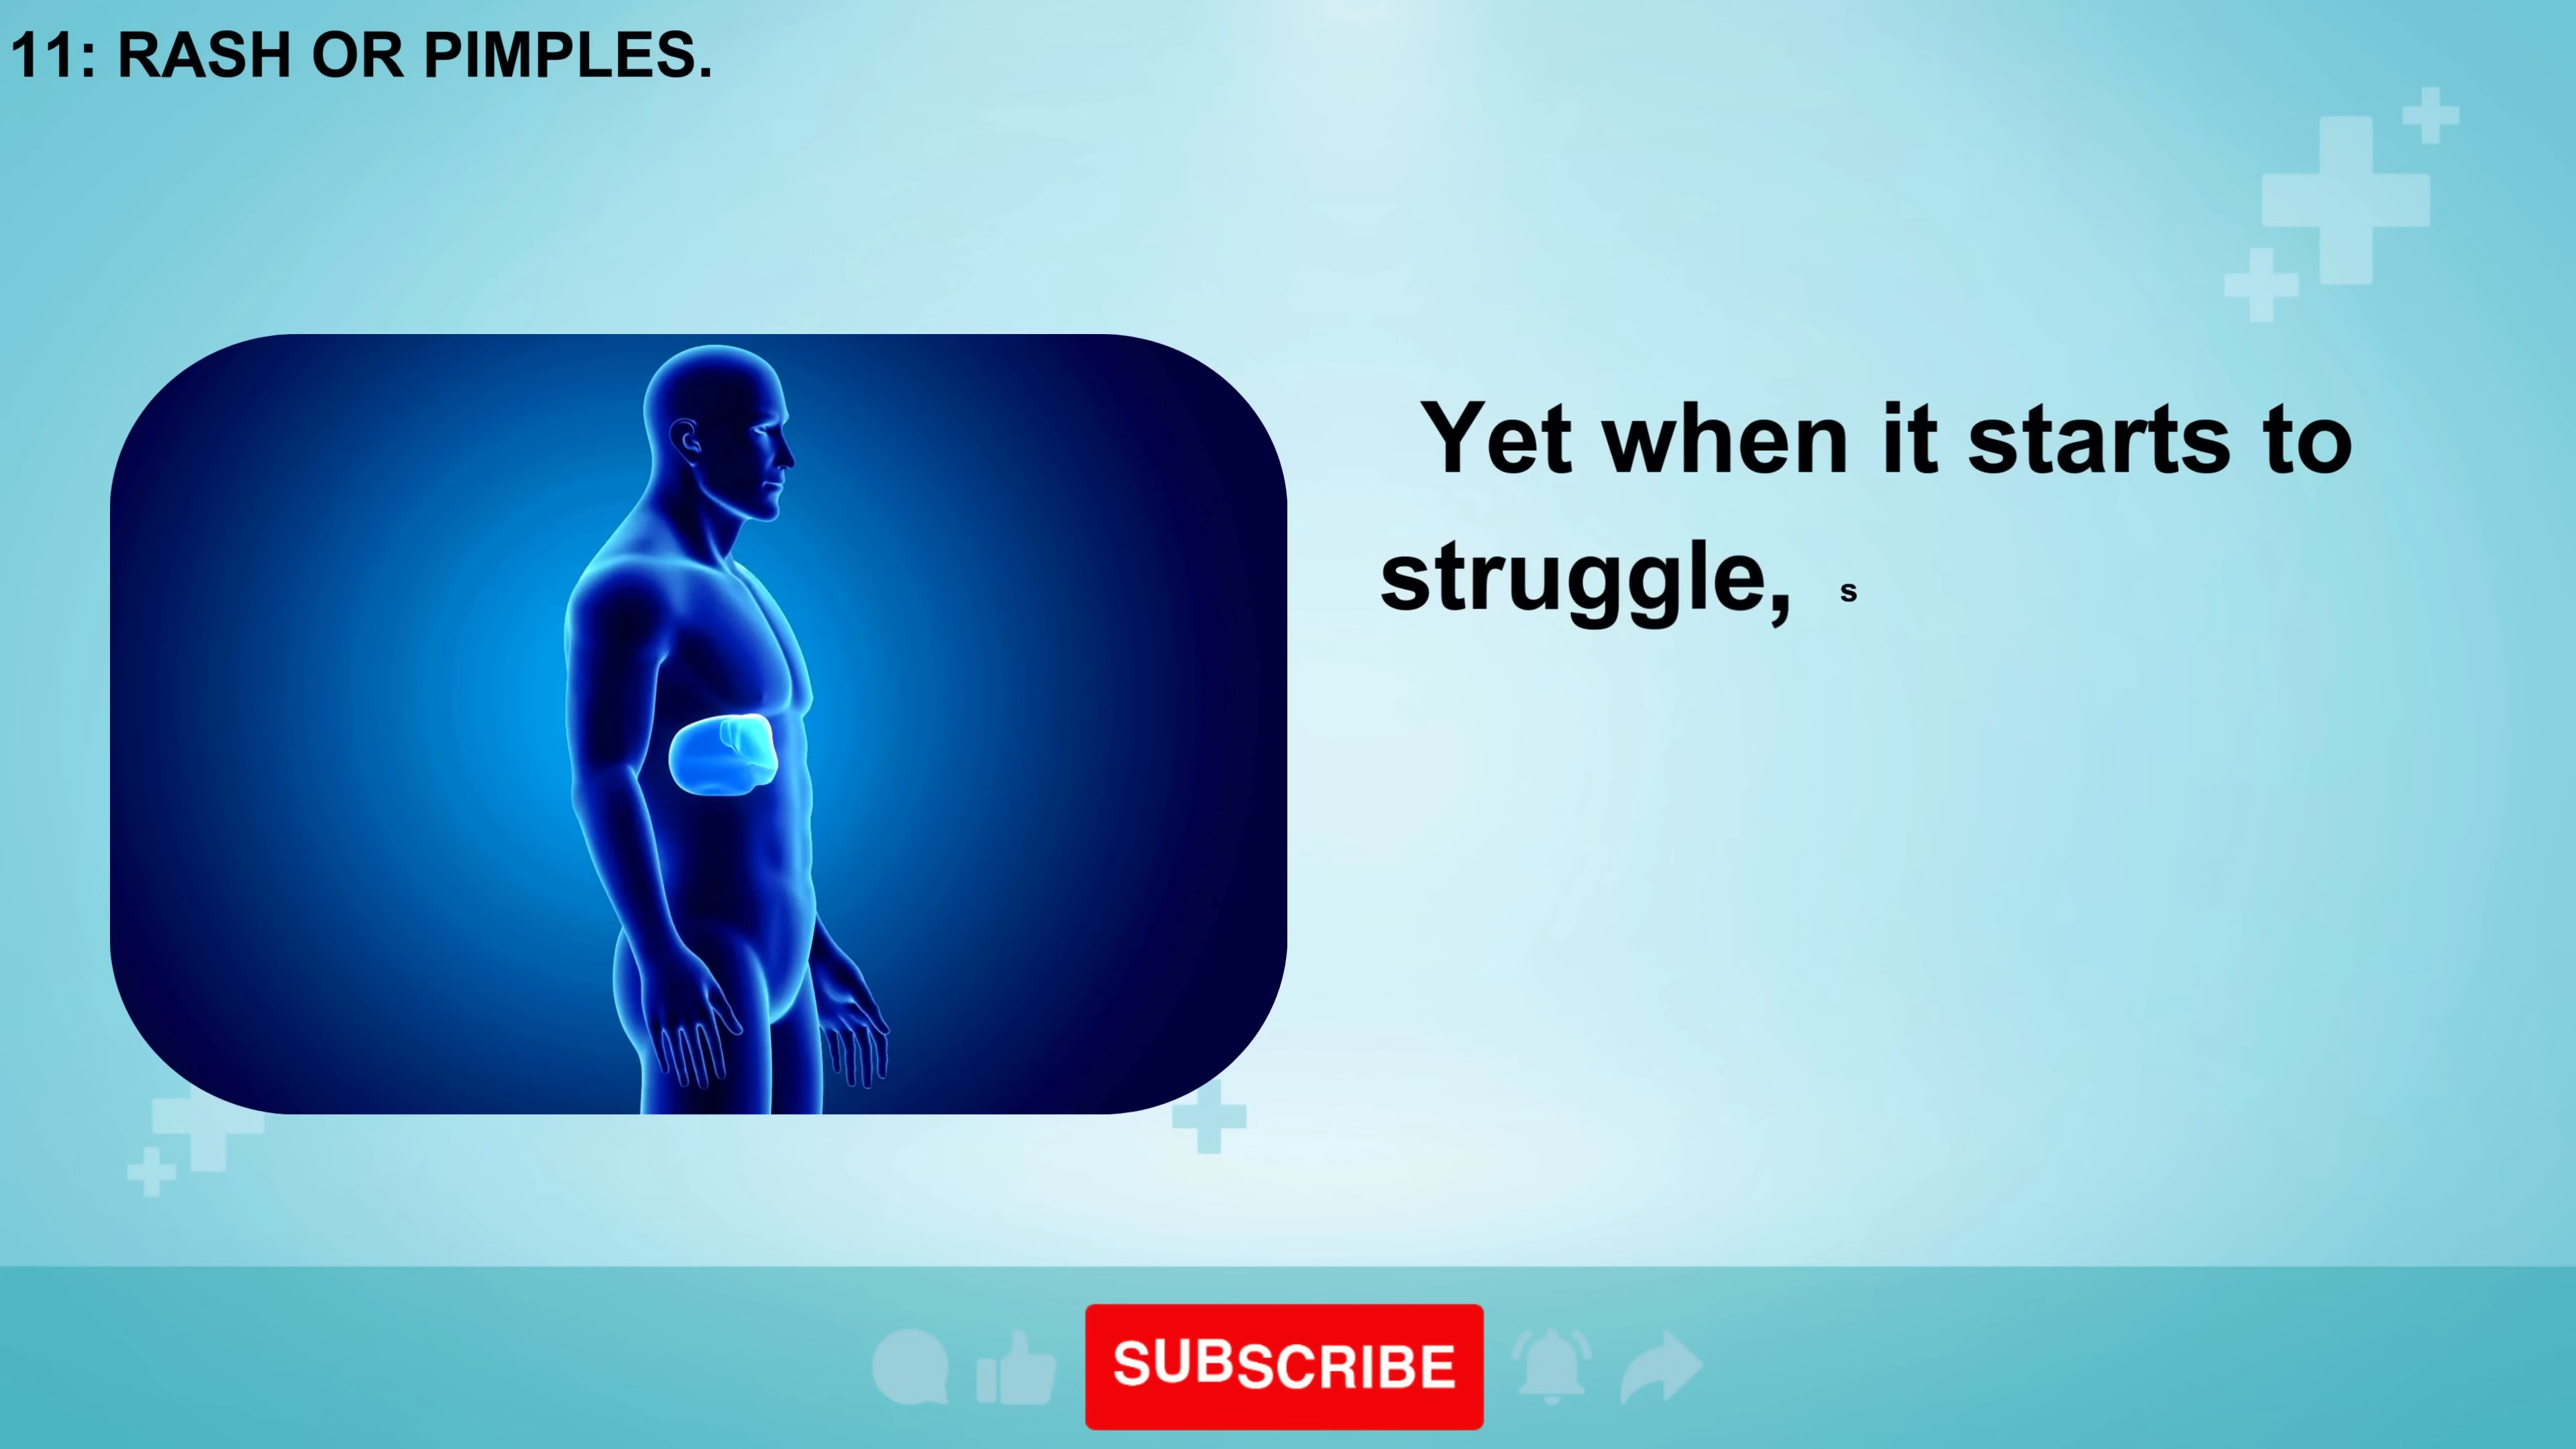 11: RASH OR PIMPLES.
Yet when it starts to
struggle, s
SUBSCRIBE